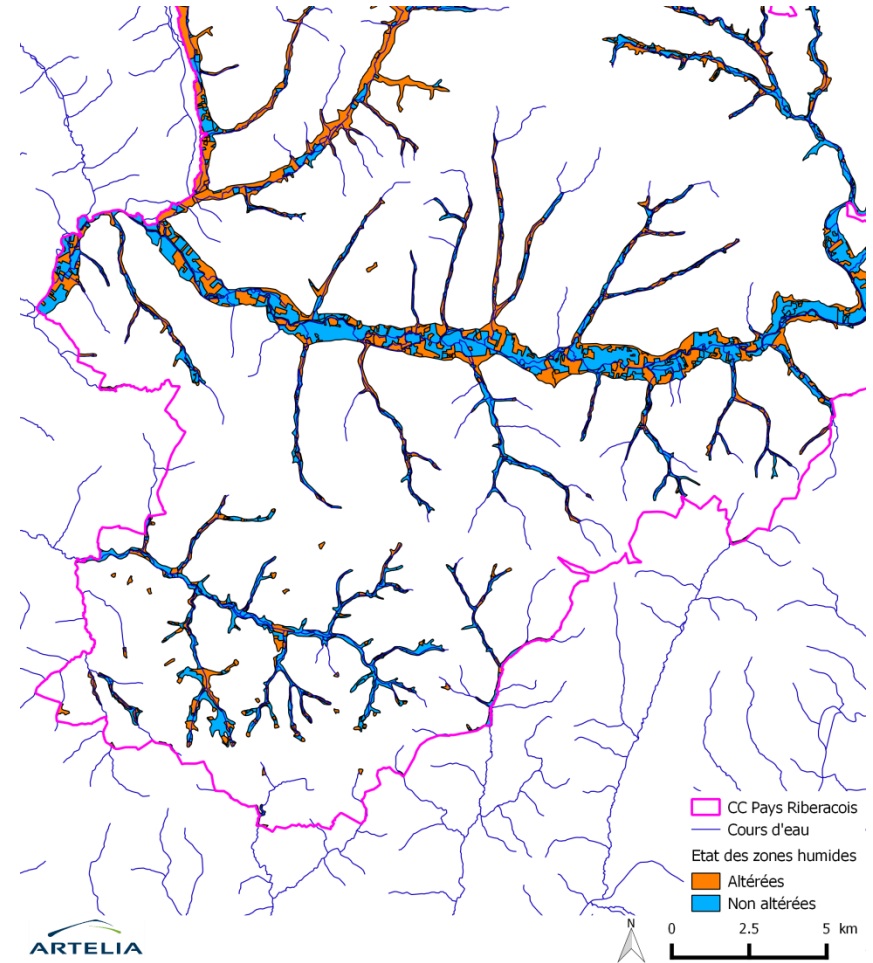 CC Pays Riberacois
Cours d'eau
Etat des zones humides
Altérées
Non altérées
N
0 2.5 5 km
ARTELIA